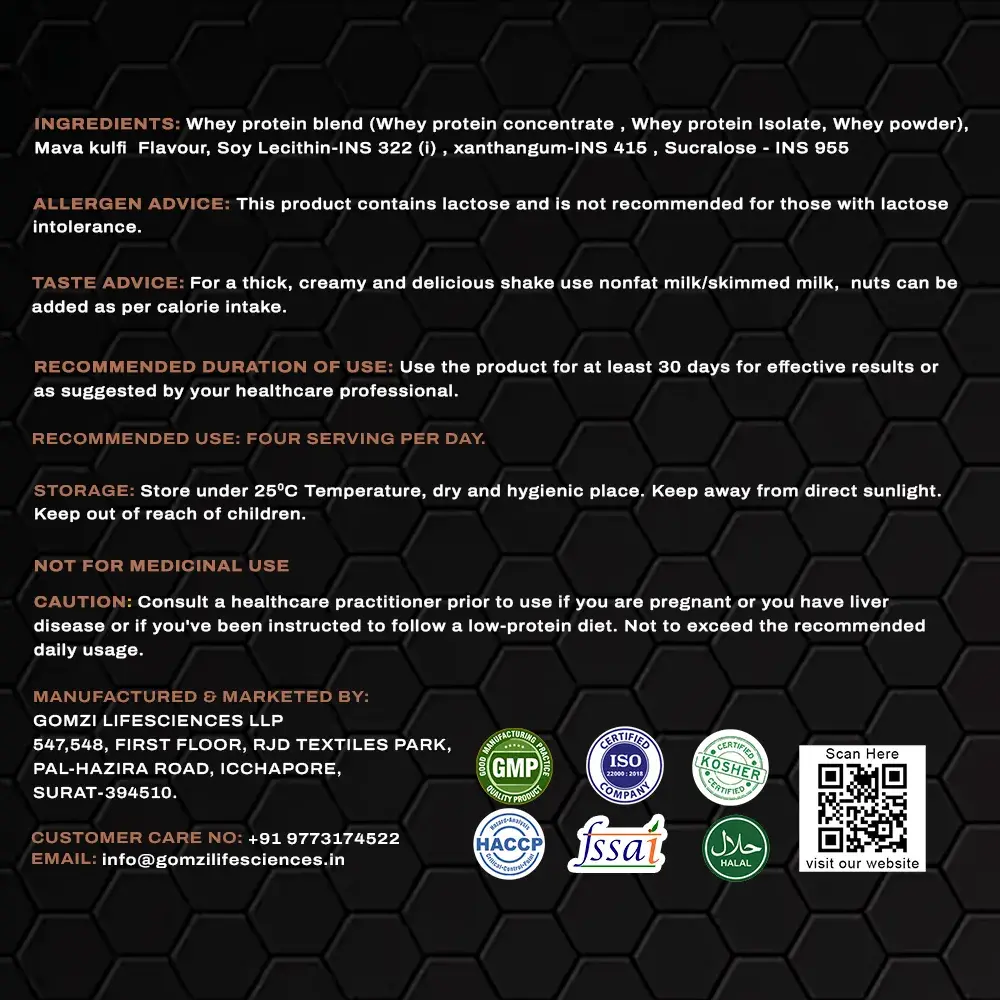 INGREDIENTS: Whey protein blend (Whey protein concentrate , Whey protein Isolate, Whey powder),
Mava kulfi Flavour, Soy Lecithin-INS 322 (i) , xanthangum-INS 415 , Sucralose - INS 955
ALLERGEN ADVICE: This product contains lactose and is not recommended for those with lactose
intolerance.
TASTE ADVICE: For a thick, creamy and delicious shake use nonfat milk/skimmed milk, nuts can be
added as per calorie intake.
RECOMMENDED DURATION OF USE: Use the product for at least 30 days for effective results or
as suggested by your healthcare professional.
RECOMMENDED USE: FOUR SERVING PER DAY.
STORAGE: Store under 25⁰C Temperature, dry and hygienic place. Keep away from direct sunlight.
Keep out of reach of children.
NOT FOR MEDICINAL USE
CAUTION: Consult a healthcare practitioner prior to use if you are pregnant or you have liver
disease or if you've been instructed to follow a low-protein diet. Not to exceed the recommended
daily usage.
MANUFACTURED & MARKETED BY:
GOMZI LIFESCIENCES LLP
547,548, FIRST FLOOR, RJD TEXTILES PARK,
PAL-HAZIRA ROAD, ICCHAPORE,
SURAT-394510.
CUSTOMER CARE NO: +91 9773174522
EMAIL: info@gomzilifesciences.in
GOOD MANUFACTURING PRACTICE
GMP
QUALITY PRODUCT
CERTIFIED
ISO
22000 : 2018
COMPANY
CERTIFIED
KOSHER
CERTIFIED
HACCP
Critical-Control-Point
fssai
حلال
HALAL
Scan Here
visit our website